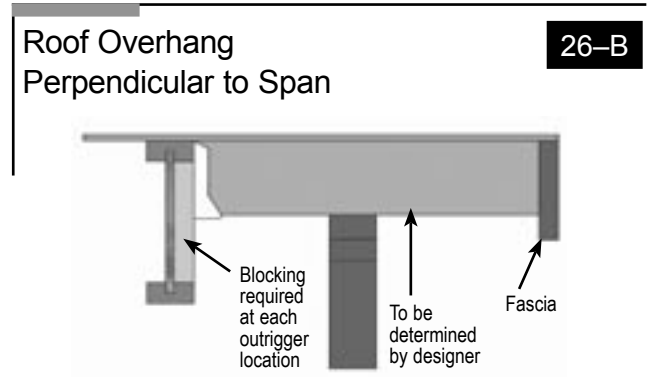 Roof Overhang
Perpendicular to Span
26–B
Blocking
required
at each
outrigger
location
To be
determined
by designer
Fascia